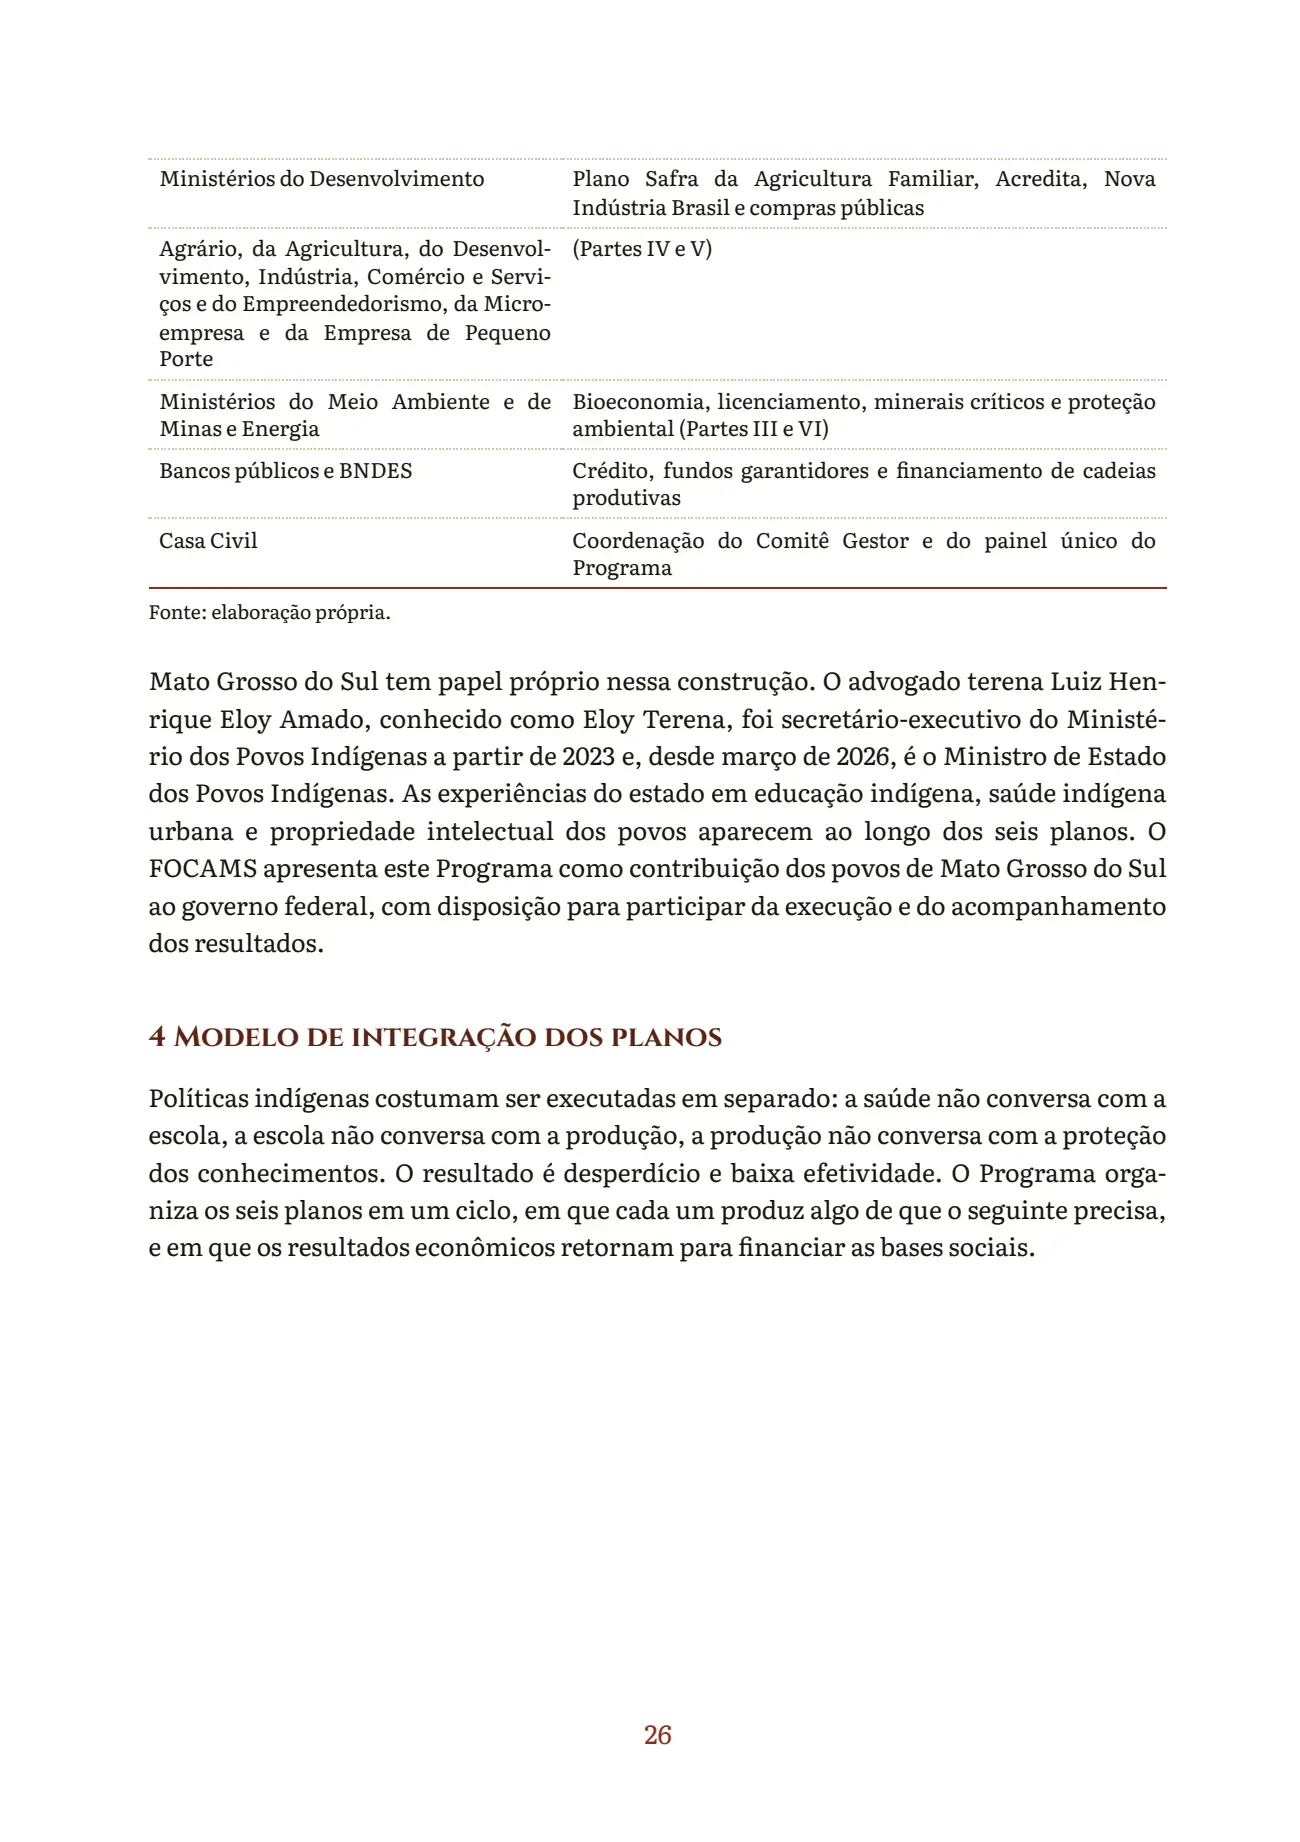 Ministérios do Desenvolvimento
Plano Safra da Agricultura Familiar, Acredita, Nova
Indústria Brasil e compras públicas
Agrário, da Agricultura, do Desenvol-
vimento, Indústria, Comércio e Servi-
ços e do Empreendedorismo, da Micro-
empresa e da Empresa de Pequeno
Porte
(Partes IV e V)
Ministérios do Meio Ambiente e de
Minas e Energia
Bioeconomia, licenciamento, minerais críticos e proteção
ambiental (Partes III e VI)
Bancos públicos e BNDES
Crédito, fundos garantidores e financiamento de cadeias
produtivas
Casa Civil
Coordenação do Comitê Gestor e do painel único do
Programa
Fonte: elaboração própria.
Mato Grosso do Sul tem papel próprio nessa construção. O advogado terena Luiz Hen-
rique Eloy Amado, conhecido como Eloy Terena, foi secretário-executivo do Ministé-
rio dos Povos Indígenas a partir de 2023 e, desde março de 2026, é o Ministro de Estado
dos Povos Indígenas. As experiências do estado em educação indígena, saúde indígena
urbana e propriedade intelectual dos povos aparecem ao longo dos seis planos. O
FOCAMS apresenta este Programa como contribuição dos povos de Mato Grosso do Sul
ao governo federal, com disposição para participar da execução e do acompanhamento
dos resultados.
4 Modelo de integração dos planos
Políticas indígenas costumam ser executadas em separado: a saúde não conversa com a
escola, a escola não conversa com a produção, a produção não conversa com a proteção
dos conhecimentos. O resultado é desperdício e baixa efetividade. O Programa orga-
niza os seis planos em um ciclo, em que cada um produz algo de que o seguinte precisa,
e em que os resultados econômicos retornam para financiar as bases sociais.
26